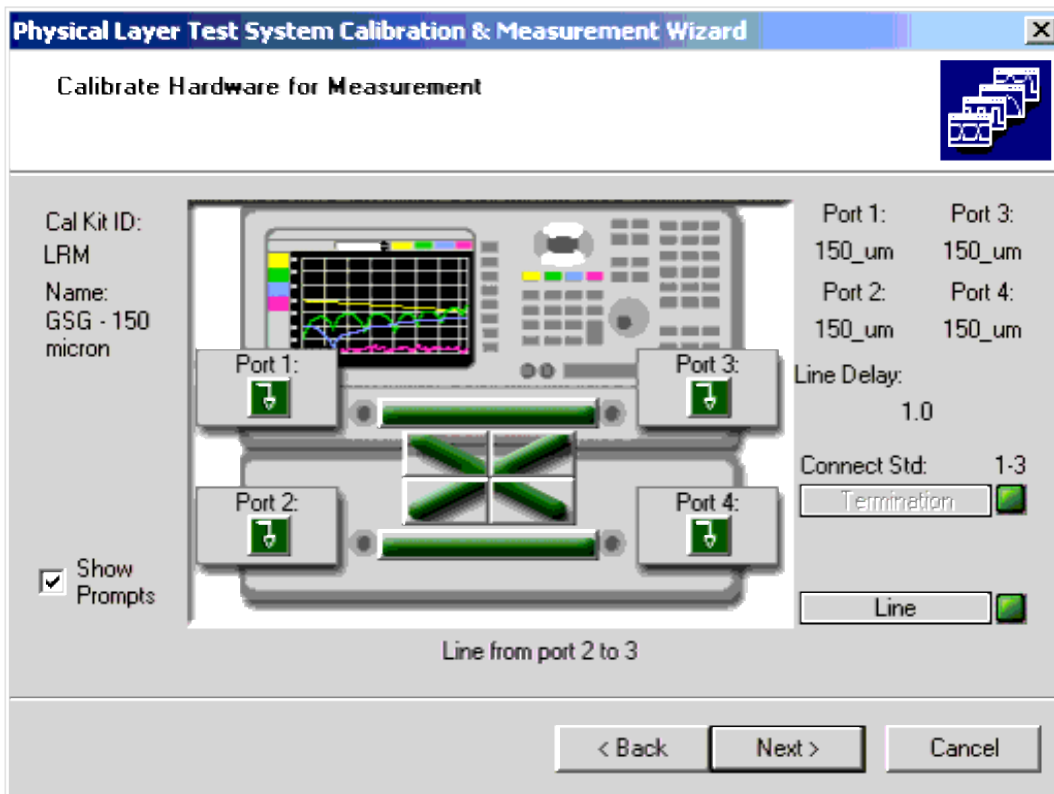 Physical Layer Test System Calibration & Measurement Wizard
Calibrate Hardware for Measurement
Cal Kit ID:
LRM
Name:
GSG - 150
micron
Show
Prompts
Port 1:
Port 3:
Port 2:
Port 4:
Line from port 2 to 3
Port 1:
Port 3:
150_um
150_um
Port 2:
Port 4:
150_um
150_um
Line Delay:
1.0
Connect Std:
1-3
Termination
Line
< Back
Next >
Cancel